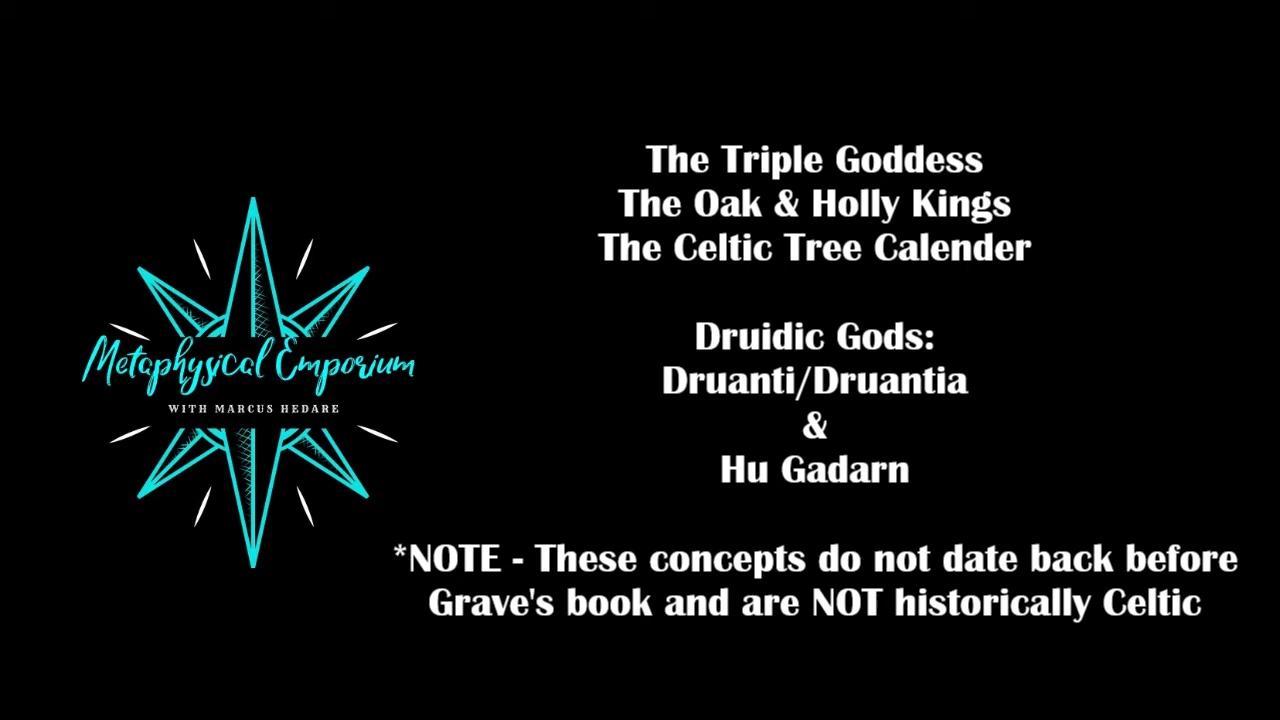 Metaphysical Emporium
WITH MARCUS HEDARE
The Triple Goddess
The Oak & Holly Kings
The Celtic Tree Calender
Druidic Gods:
Druanti/Druantia
&
Hu Gadarn
*NOTE - These concepts do not date back before
Grave's book and are NOT historically Celtic